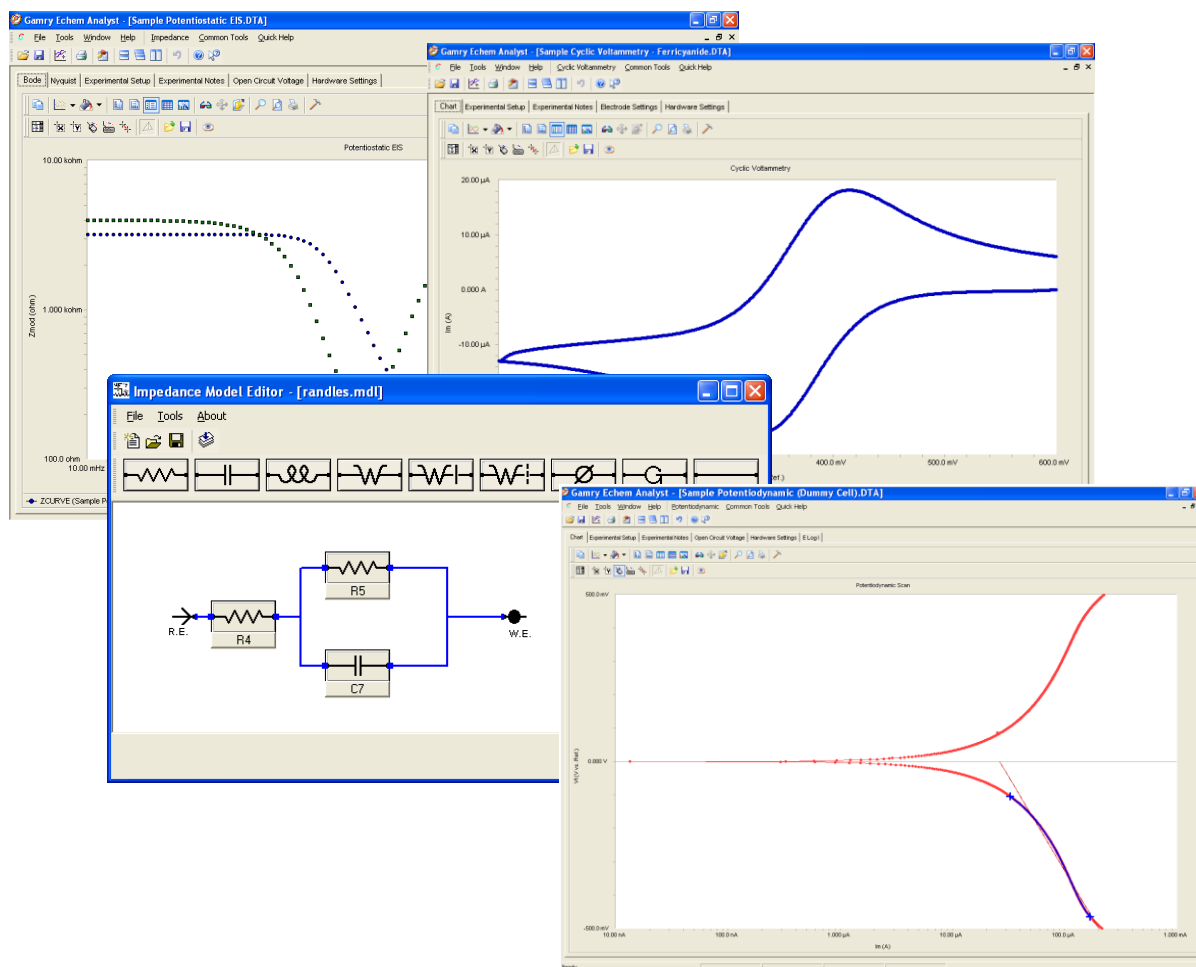 Gamry Echem Analyst - [Sample Potentiostatic EIS.DTA]
File Tools Window Help Impedance Common Tools Quick Help
Bode Nyquist Experimental Setup Experimental Notes Open Circuit Voltage Hardware Settings
Potentiostatic EIS
10.00 kohm
1.000 kohm
100.0 ohm
Zmod (ohm)
10.00 mHz
ZCURVE (Sample Po
Gamry Echem Analyst - [Sample Cyclic Voltammetry - Ferricyanide.DTA]
File Tools Window Help Cyclic Voltammetry Common Tools Quick Help
Chart Experimental Setup Experimental Notes Electrode Settings Hardware Settings
Cyclic Voltammetry
20.00 µA
10.00 µA
0.000 A
-10.00 µA
Im (A)
400.0 mV 500.0 mV 600.0 mV
ef.)
Impedance Model Editor - [randles.mdl]
File Tools About
W W W G
R5
R.E. R4 W.E.
C7
Gamry Echem Analyst - [Sample Potentiodynamic (Dummy Cell).DTA]
File Tools Window Help Potentiodynamic Common Tools Quick Help
Chart Experimental Setup Experimental Notes Open Circuit Voltage Hardware Settings E Log I
Potentiodynamic Scan
500.0 mV
0.000 V
-500.0 mV
Vf (V vs. Ref.)
10.00 nA 100.0 nA 1.000 µA 10.00 µA 100.0 µA 1.000 mA
Im (A)